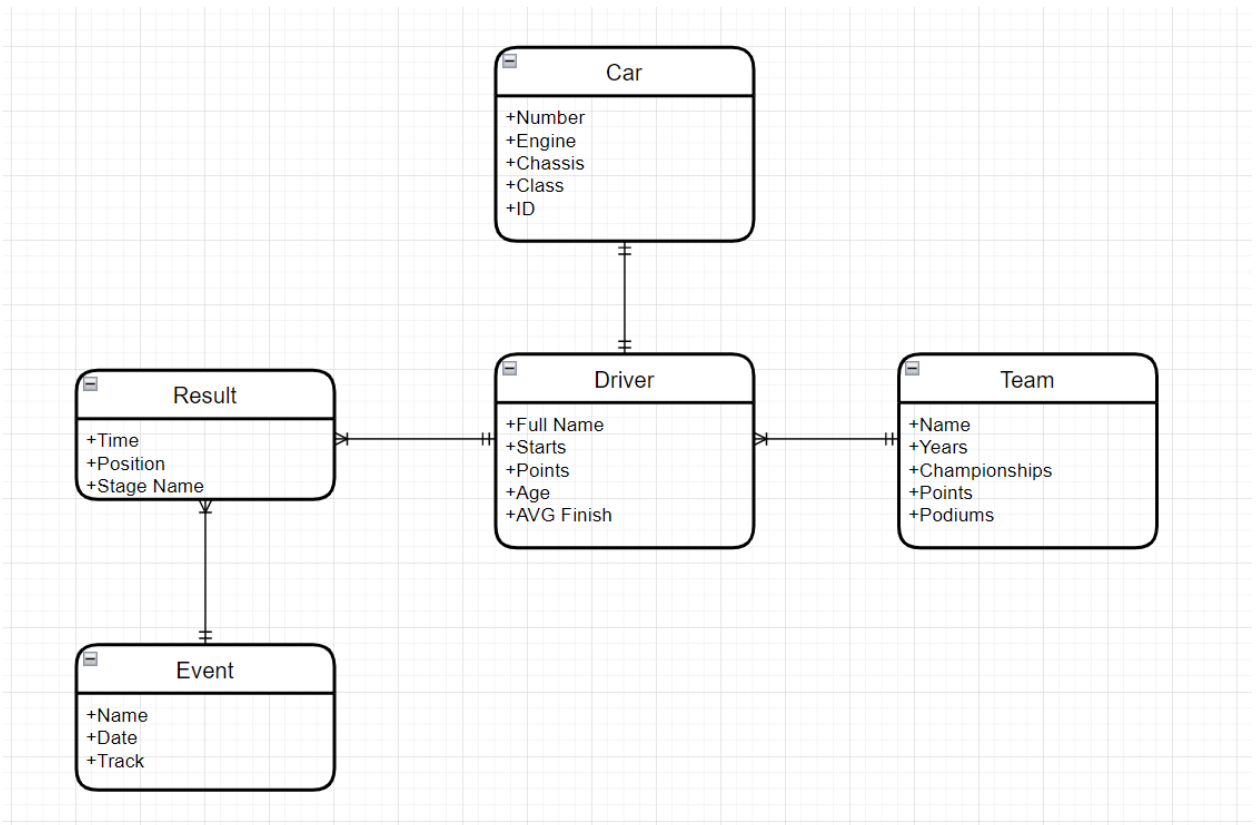 Car
+Number
+Engine
+Chassis
+Class
+ID
Result
+Time
+Position
+Stage Name
Driver
+Full Name
+Starts
+Points
+Age
+AVG Finish
Team
+Name
+Years
+Championships
+Points
+Podiums
Event
+Name
+Date
+Track